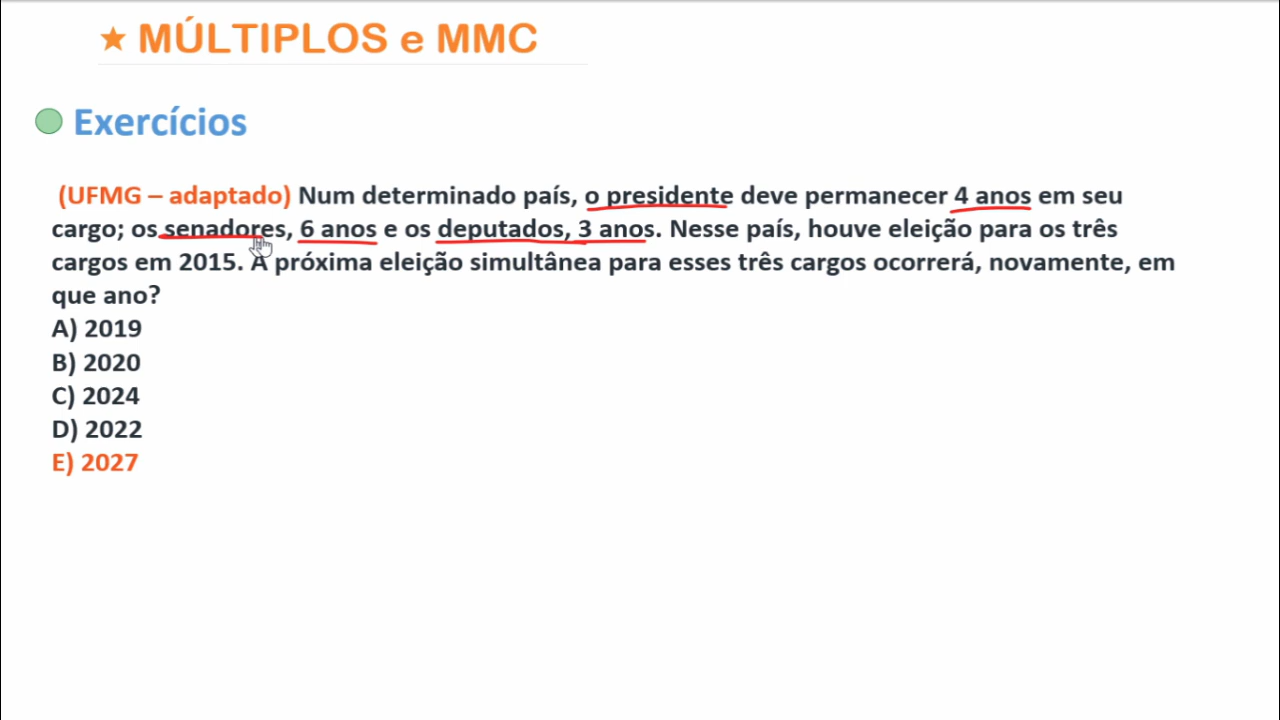 ★ MÚLTIPLOS e MMC
Exercícios
(UFMG – adaptado) Num determinado país, o presidente deve permanecer 4 anos em seu
cargo; os senadores, 6 anos e os deputados, 3 anos. Nesse país, houve eleição para os três
cargos em 2015. A próxima eleição simultânea para esses três cargos ocorrerá, novamente, em
que ano?
A) 2019
B) 2020
C) 2024
D) 2022
E) 2027